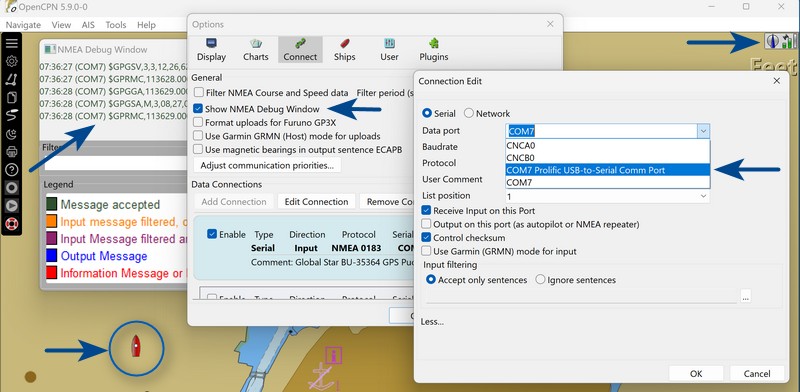 OpenCPN 5.9.0-0
Navigate View AIS Tools Help
NMEA Debug Window
07:36:27 (COM7) $GPGSV,3,3,12,26,62
07:36:27 (COM7) $GPRMC,113628.000
07:36:28 (COM7) $GPGGA,113629.000
07:36:28 (COM7) $GPGSA,M,3,08,27,0
07:36:28 (COM7) $GPRMC,113629.000
Filter
Legend
Message accepted
Input message filtered, o
Input message filtered an
Output Message
Information Message or
Options
Display Charts Connect Ships User Plugins
General
Filter NMEA Course and Speed data Filter period (s
Show NMEA Debug Window
Format uploads for Furuno GP3X
Use Garmin GRMN (Host) mode for uploads
Use magnetic bearings in output sentence ECAPB
Adjust communication priorities...
Data Connections
Add Connection Edit Connection Remove Co
Enable Type Direction Protocol Seria
Serial Input NMEA 0183 CO
Comment: Global Star BU-35364 GPS Puc
Enable Type Direction Protocol Seria
Feet
Connection Edit
Serial Network
Data port COM7
Baudrate CNCA0
CNCB0
Protocol COM7 Prolific USB-to-Serial Comm Port
User Comment COM7
List position 1
Receive Input on this Port
Output on this port (as autopilot or NMEA repeater)
Control checksum
Use Garmin (GRMN) mode for input
Input filtering
Accept only sentences Ignore sentences
...
Less...
OK Cancel